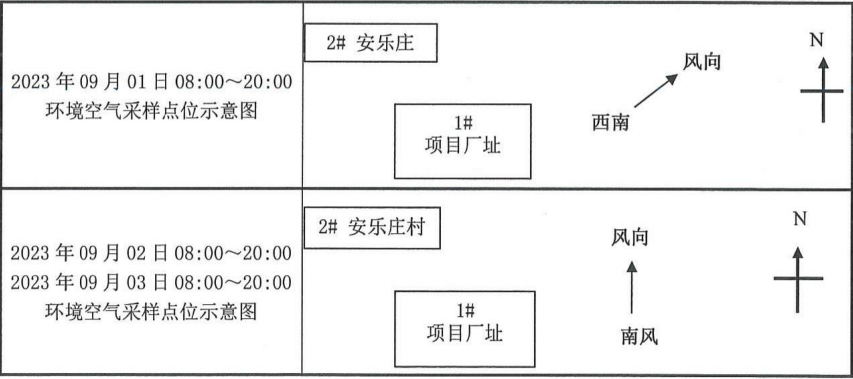 2023 年 09 月 01 日 08:00～20:00
环境空气采样点位示意图
2# 安乐庄
1#
项目厂址
风向
西南
N
2023 年 09 月 02 日 08:00～20:00
2023 年 09 月 03 日 08:00～20:00
环境空气采样点位示意图
2# 安乐庄村
1#
项目厂址
风向
南风
N